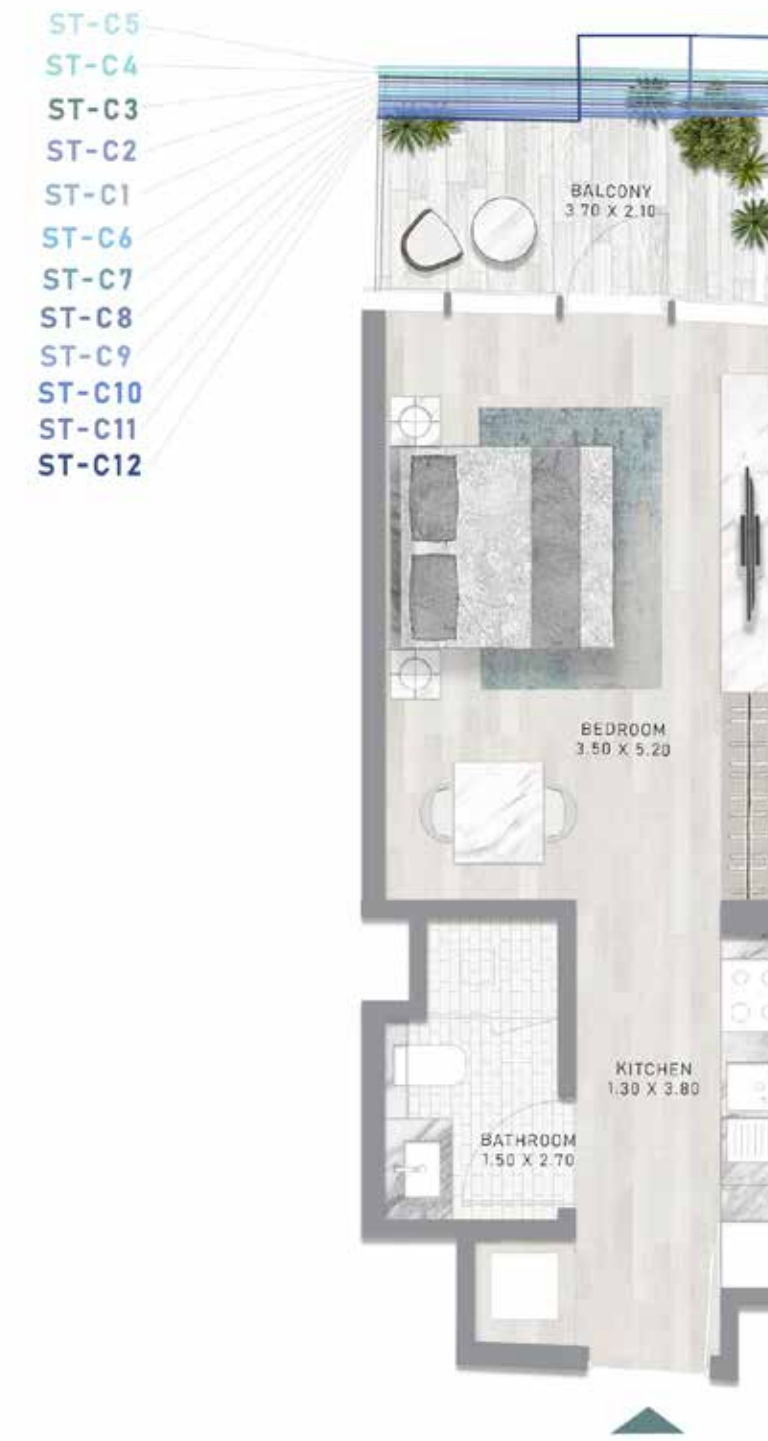 ST-C5
ST-C4
ST-C3
ST-C2
ST-C1
ST-C6
ST-C7
ST-C8
ST-C9
ST-C10
ST-C11
ST-C12
BALCONY
3.70 X 2.10
BEDROOM
3.50 X 5.20
KITCHEN
1.30 X 3.80
BATHROOM
1.50 X 2.70